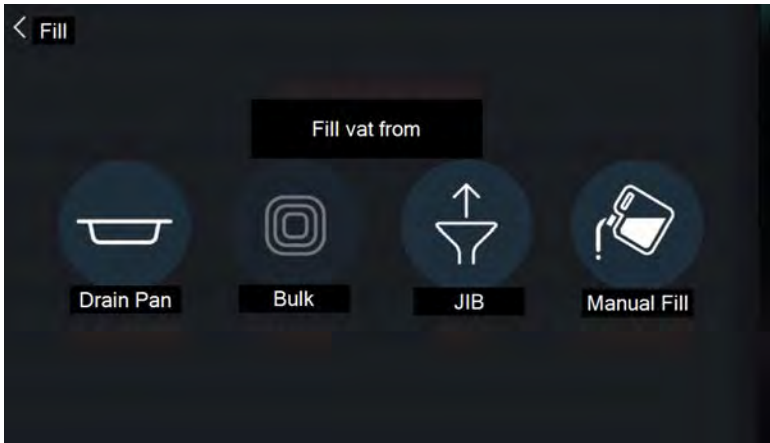 Fill
Fill vat from
Drain Pan
Bulk
JIB
Manual Fill